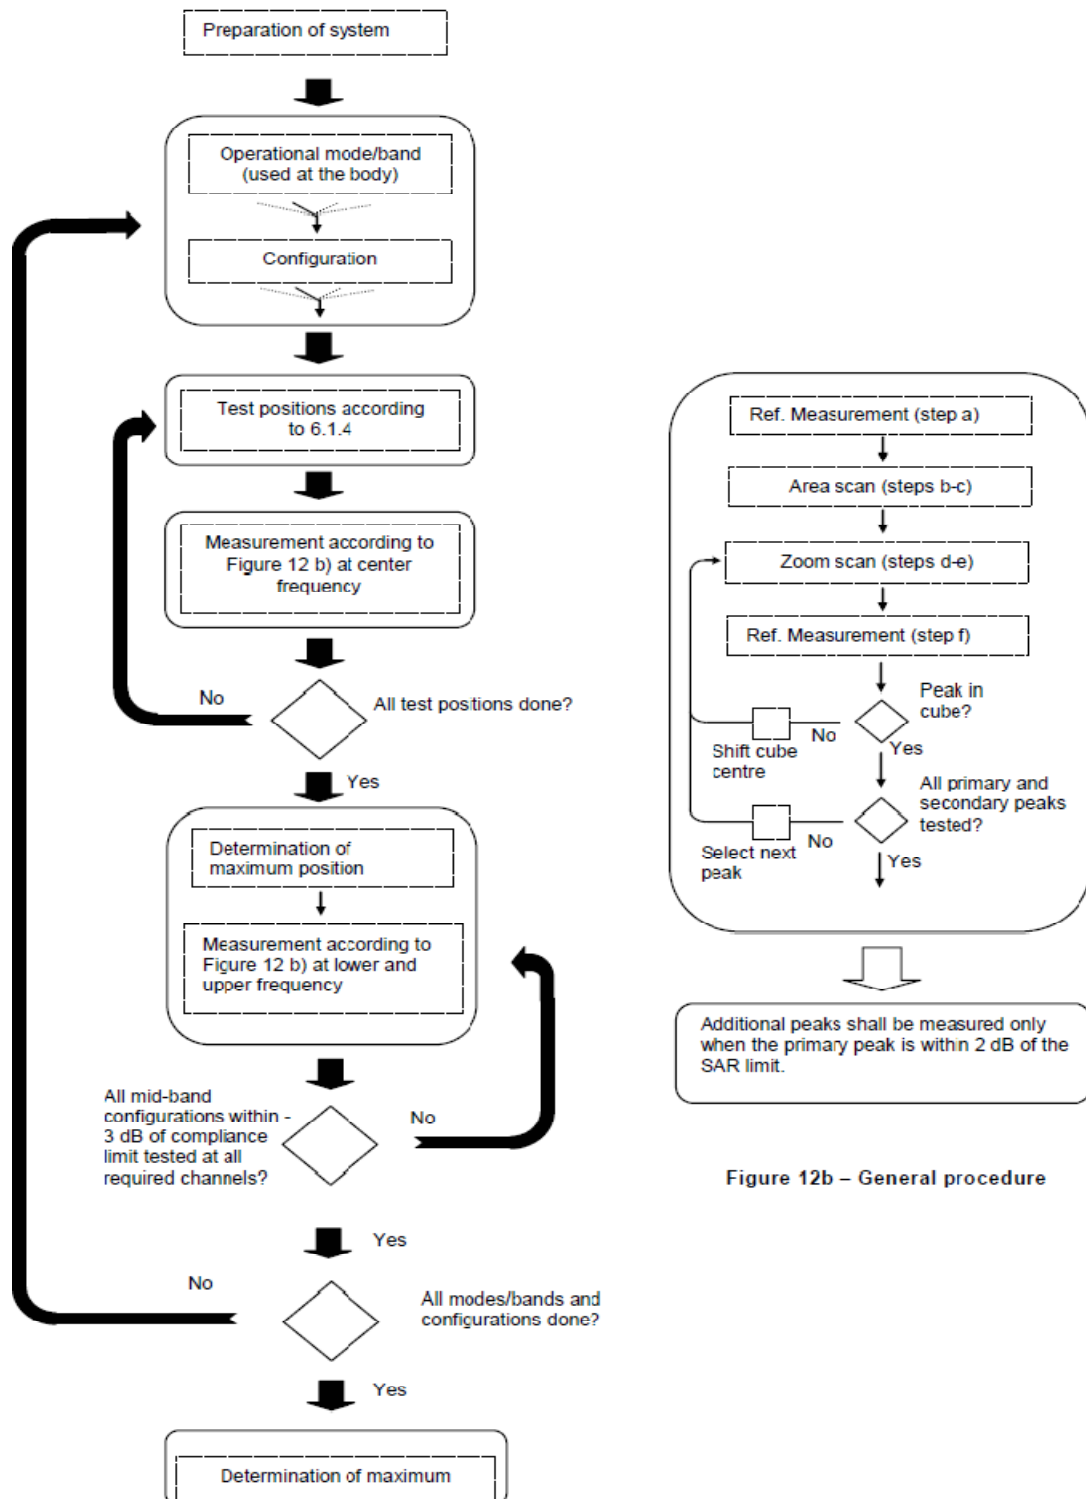 Preparation of system
Operational mode/band
(used at the body)
Configuration
Test positions according
to 6.1.4
Measurement according to
Figure 12 b) at center
frequency
No
All test positions done?
Yes
Determination of
maximum position
Measurement according to
Figure 12 b) at lower and
upper frequency
All mid-band
configurations within -
3 dB of compliance
limit tested at all
required channels?
No
Yes
No
All modes/bands and
configurations done?
Yes
Determination of maximum
Ref. Measurement (step a)
Area scan (steps b-c)
Zoom scan (steps d-e)
Ref. Measurement (step f)
Peak in
cube?
No
Shift cube
centre
Yes
All primary and
secondary peaks
tested?
No
Select next
peak
Yes
Additional peaks shall be measured only
when the primary peak is within 2 dB of the
SAR limit.
Figure 12b – General procedure